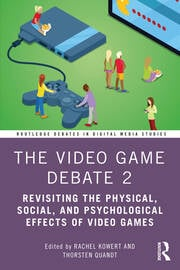 ROUTLEDGE DEBATES IN DIGITAL MEDIA STUDIES
THE VIDEO GAME
DEBATE 2
REVISITING THE PHYSICAL,
SOCIAL, AND PSYCHOLOGICAL
EFFECTS OF VIDEO GAMES
Edited by RACHEL KOWERT and
THORSTEN QUANDT
R